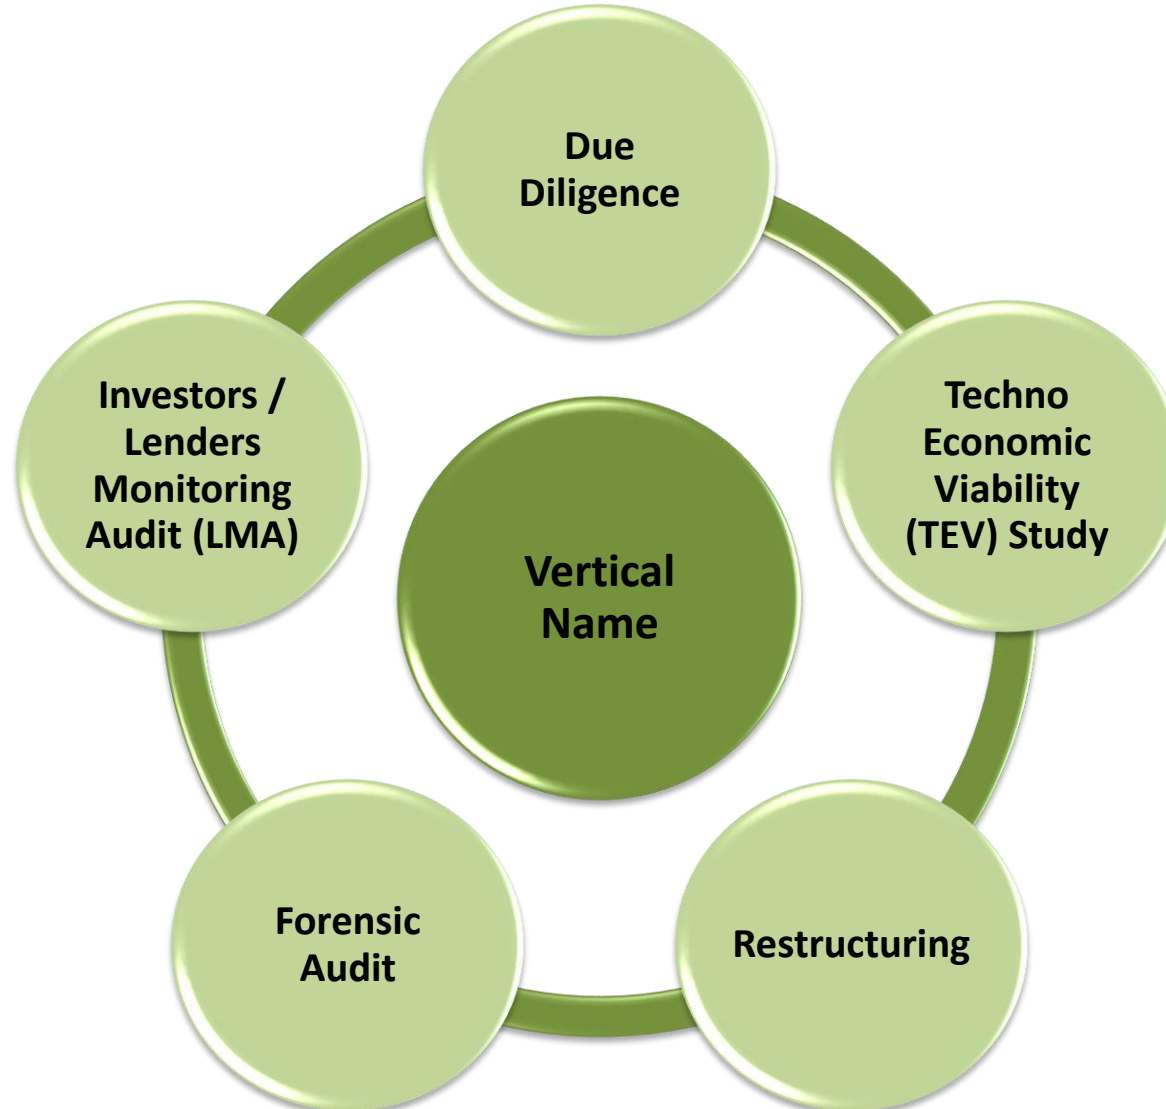 Due
Diligence
Techno
Economic
Viability
(TEV) Study
Restructuring
Forensic
Audit
Investors /
Lenders
Monitoring
Audit (LMA)
Vertical
Name